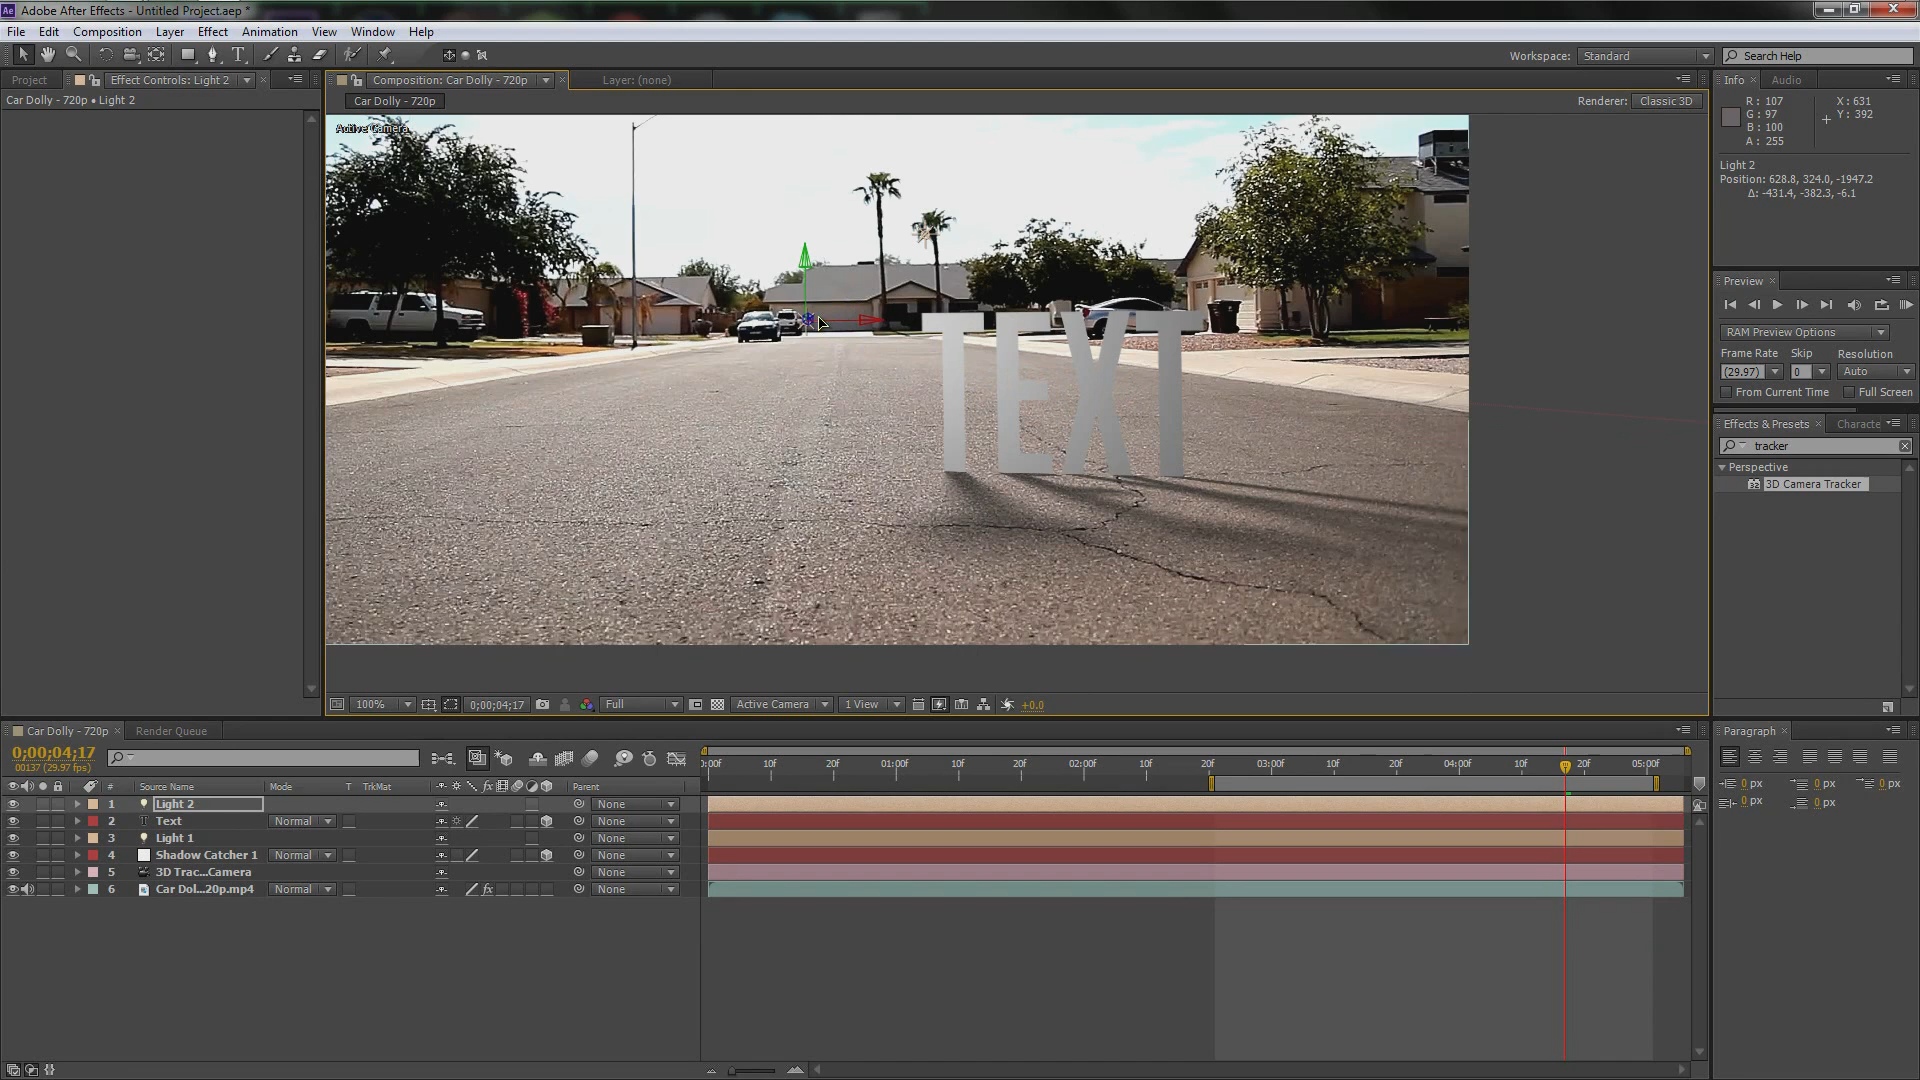 Ae Adobe After Effects - Untitled Project.aep *
File Edit Composition Layer Effect Animation View Window Help
Workspace: Standard Search Help
Project Effect Controls: Light 2 Composition: Car Dolly - 720p Layer: (none) Info Audio
Car Dolly - 720p • Light 2
Car Dolly - 720p Renderer: Classic 3D
R: 107 X: 631
G: 97 Y: 392
B: 100
A: 255
Active Camera
Light 2
Position: 628.8, 324.0, -1947.2
Δ: -431.4, -382.3, -6.1
Preview
RAM Preview Options
Frame Rate Skip Resolution
(29.97) 0 Auto
From Current Time Full Screen
Effects & Presets Characte
tracker
Perspective
32 3D Camera Tracker
TEXT
100% 0;00;04;17 Full Active Camera 1 View +0.0
Car Dolly - 720p Render Queue
Paragraph
0;00;04;17
00137 (29.97 fps)
0:00f 10f 20f 01:00f 10f 20f 02:00f 10f 20f 03:00f 10f 20f 04:00f 10f 20f 05:00f
# Source Name Mode T TrkMat fx Parent
0 px 0 px 0 px
0 px 0 px
1 Light 2 None
2 T Text Normal None
3 Light 1 None
4 Shadow Catcher 1 Normal None
5 3D Trac...Camera None
6 Car Dol...20p.mp4 Normal fx None